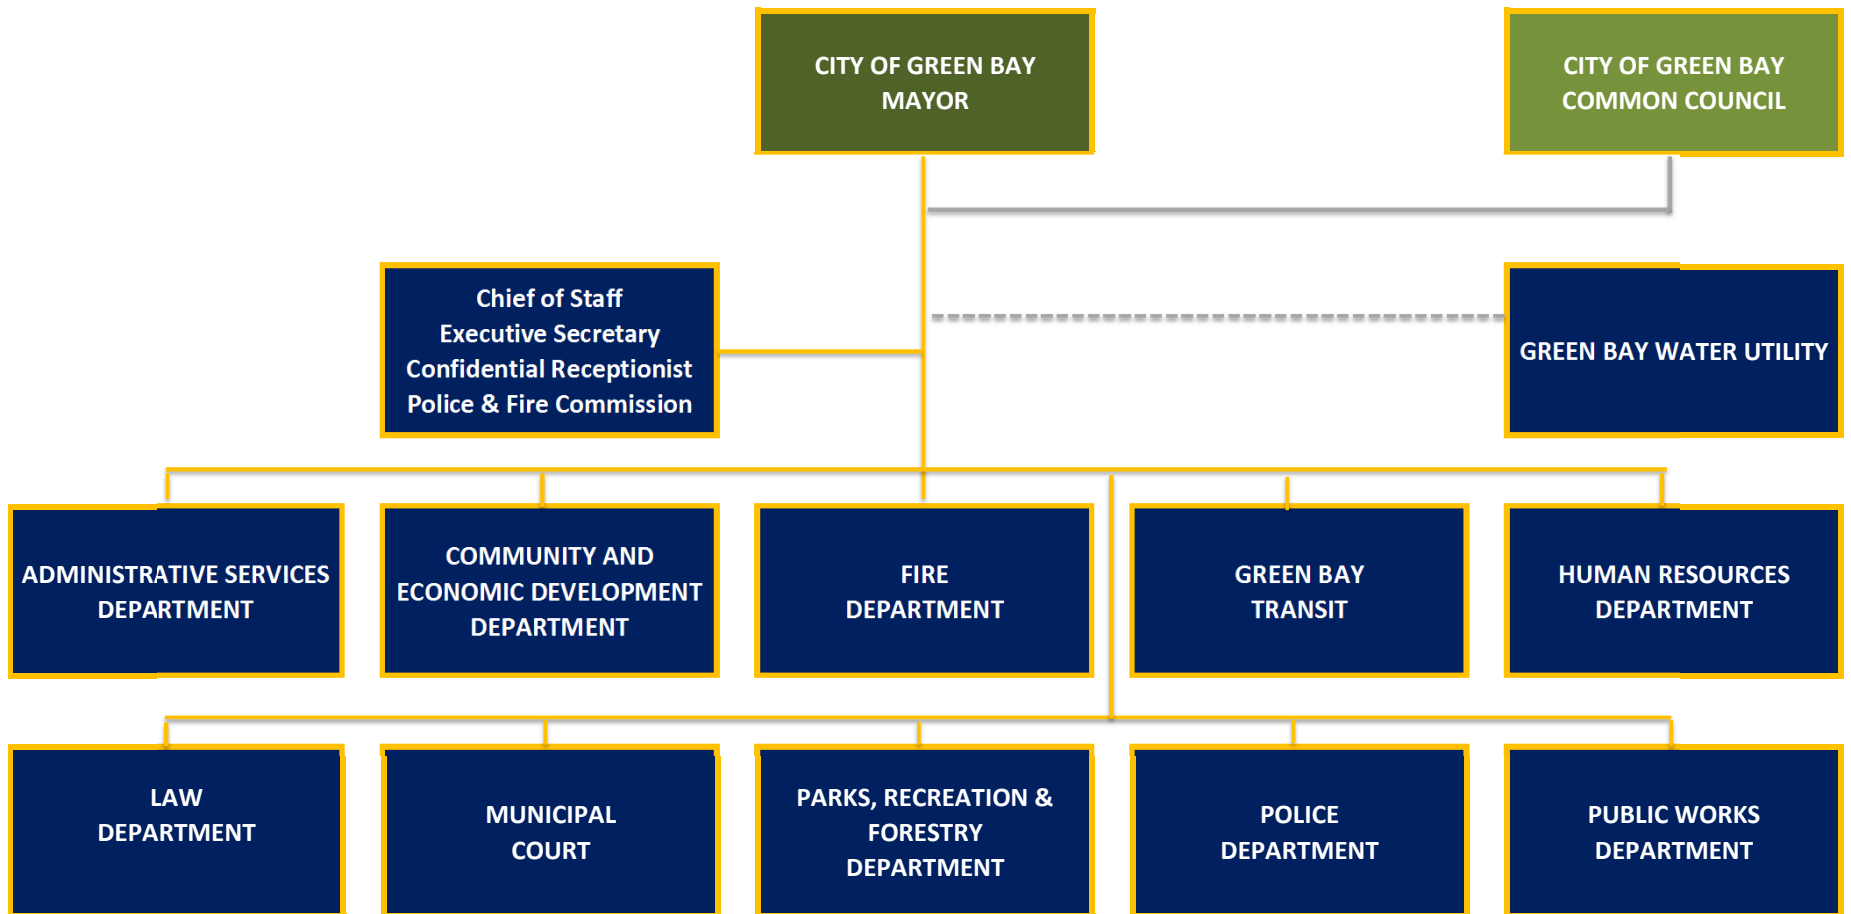 CITY OF GREEN BAY
MAYOR
CITY OF GREEN BAY
COMMON COUNCIL
Chief of Staff
Executive Secretary
Confidential Receptionist
Police & Fire Commission
GREEN BAY WATER UTILITY
ADMINISTRATIVE SERVICES
DEPARTMENT
COMMUNITY AND
ECONOMIC DEVELOPMENT
DEPARTMENT
FIRE
DEPARTMENT
GREEN BAY
TRANSIT
HUMAN RESOURCES
DEPARTMENT
LAW
DEPARTMENT
MUNICIPAL
COURT
PARKS, RECREATION &
FORESTRY
DEPARTMENT
POLICE
DEPARTMENT
PUBLIC WORKS
DEPARTMENT